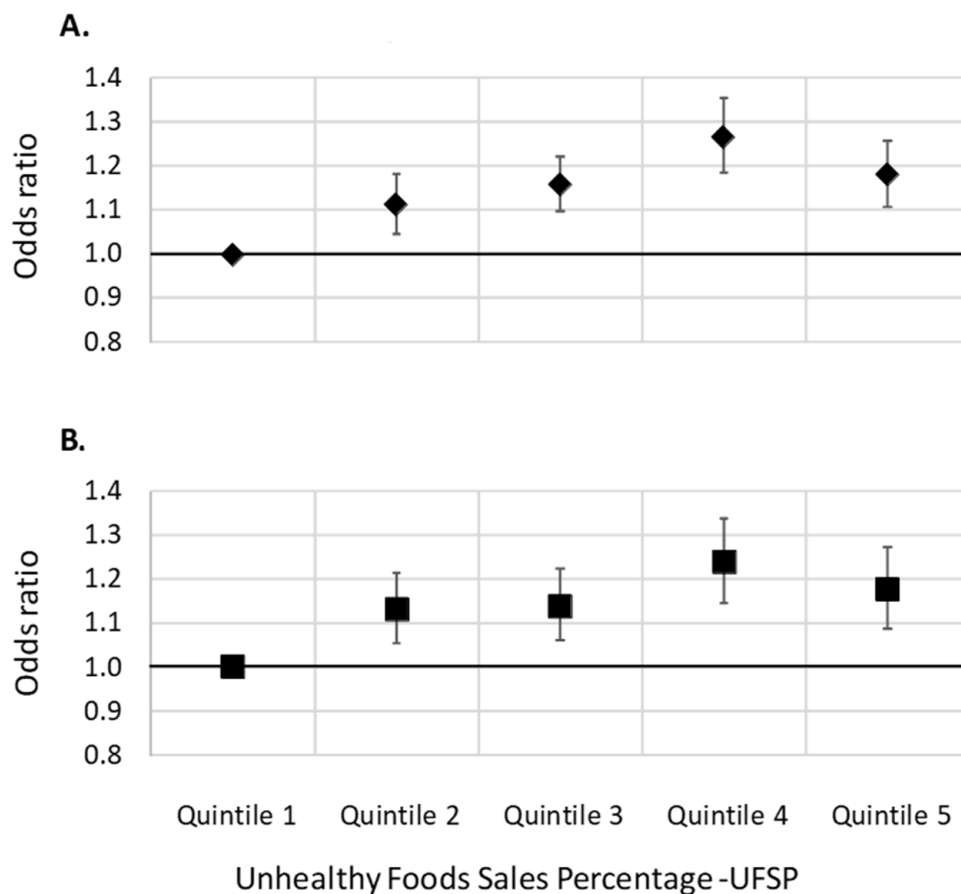 A.
1.4
1.3
1.2
1.1
1.0
0.9
0.8
Odds ratio
B.
1.4
1.3
1.2
1.1
1.0
0.9
0.8
Odds ratio
Quintile 1 Quintile 2 Quintile 3 Quintile 4 Quintile 5
Unhealthy Foods Sales Percentage -UFSP